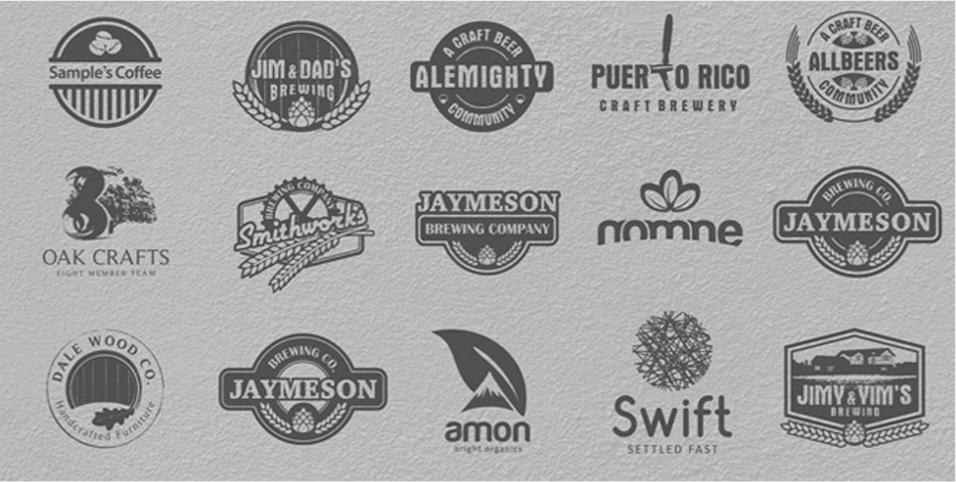 Sample's Coffee
JIM & DAD'S
BREWING
A CRAFT BEER
ALEMIGHTY
COMMUNITY
PUERTO RICO
CRAFT BREWERY
A CRAFT BEER
ALLBEERS
COMMUNITY
OAK CRAFTS
EIGHT MEMBER TEAM
BREWING COMPANY
Smithworks
JAYMESON
BREWING COMPANY
nomne
BREWING CO.
JAYMESON
DALE WOOD CO.
Handcrafted Furniture
BREWING CO.
JAYMESON
amon
bright organics
Swift
SETTLED FAST
JIMY & YIM'S
BREWING